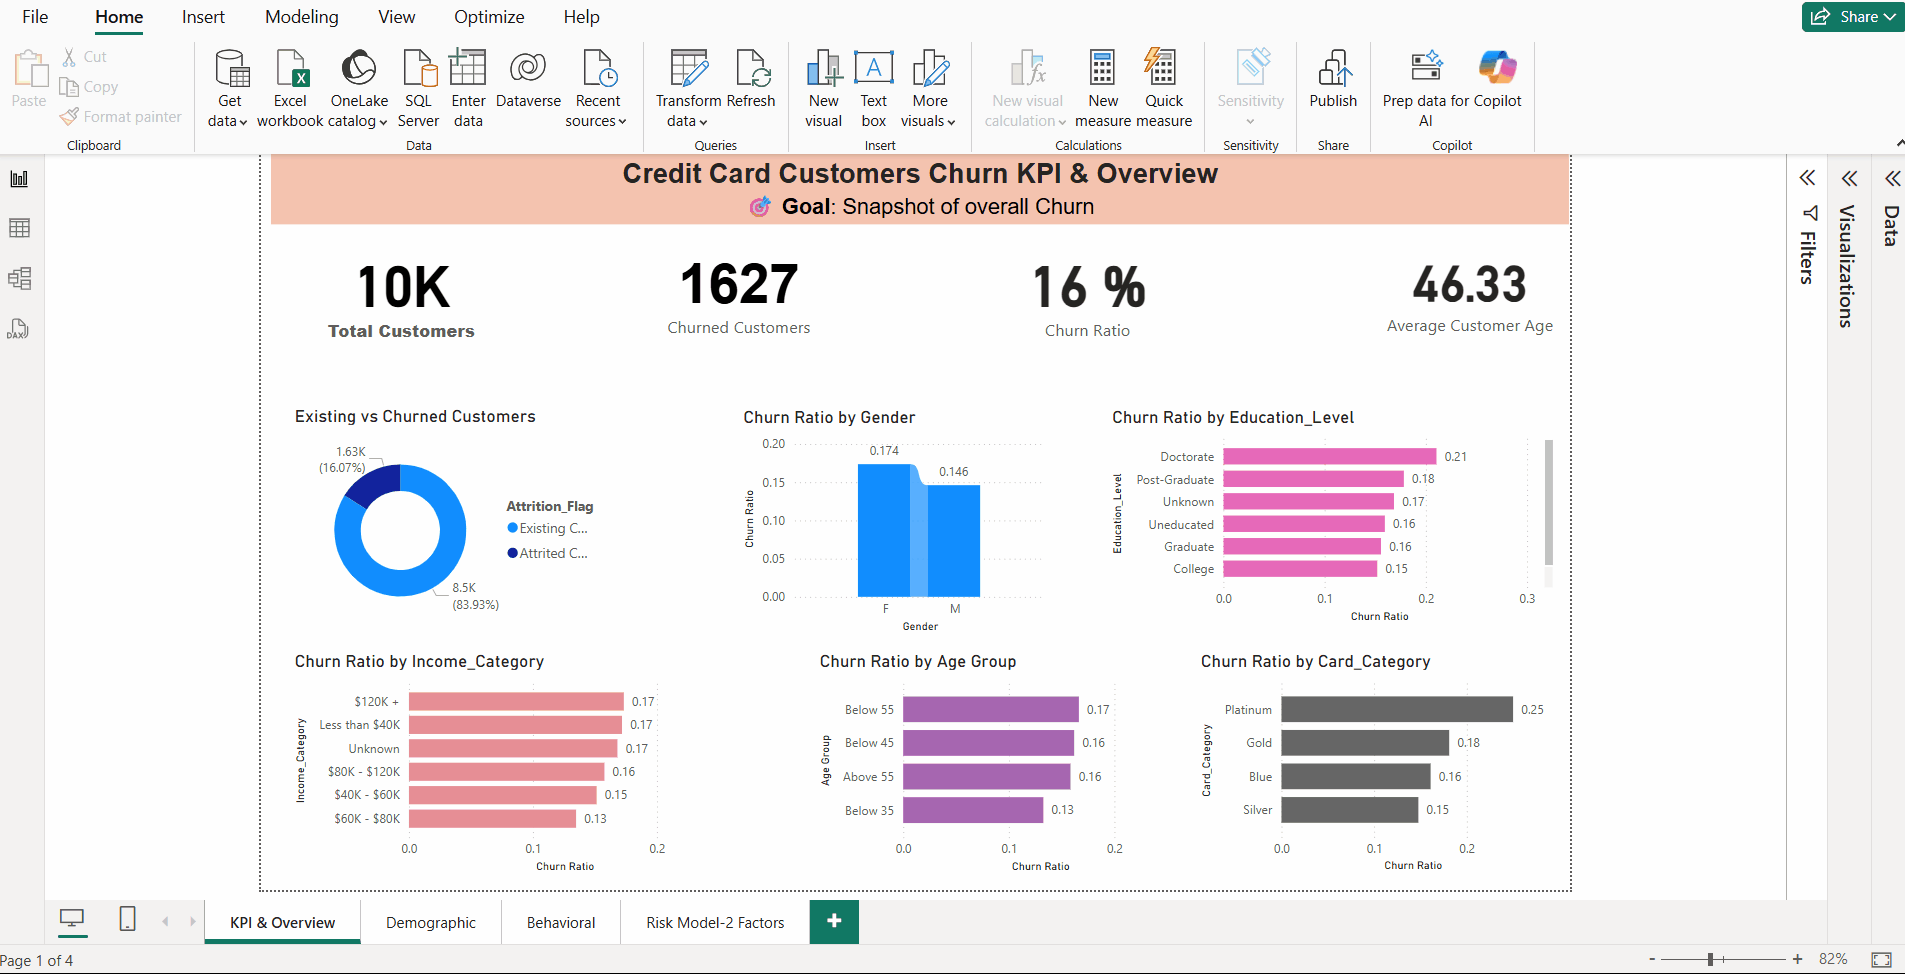 File Home Insert Modeling View Optimize Help Share
Paste
Cut
Copy
Format painter
Clipboard
Get data
Excel workbook
OneLake catalog
SQL Server
Enter data
Dataverse
Recent sources
Data
Transform data
Refresh
Queries
New visual
Text box
More visuals
Insert
New visual calculation
New measure
Quick measure
Calculations
Sensitivity
Sensitivity
Publish
Share
Prep data for AI
Copilot
Copilot
DAX
Credit Card Customers Churn KPI & Overview
Goal: Snapshot of overall Churn
10K
Total Customers
1627
Churned Customers
16 %
Churn Ratio
46.33
Average Customer Age
Existing vs Churned Customers
1.63K
(16.07%)
8.5K
(83.93%)
Attrition_Flag
Existing C...
Attrited C...
Churn Ratio by Gender
Churn Ratio
0.20
0.15
0.10
0.05
0.00
0.174
0.146
F M
Gender
Churn Ratio by Education_Level
Education_Level
Doctorate 0.21
Post-Graduate 0.18
Unknown 0.17
Uneducated 0.16
Graduate 0.16
College 0.15
0.0 0.1 0.2 0.3
Churn Ratio
Churn Ratio by Income_Category
Income_Category
$120K + 0.17
Less than $40K 0.17
Unknown 0.17
$80K - $120K 0.16
$40K - $60K 0.15
$60K - $80K 0.13
0.0 0.1 0.2
Churn Ratio
Churn Ratio by Age Group
Age Group
Below 55 0.17
Below 45 0.16
Above 55 0.16
Below 35 0.13
0.0 0.1 0.2
Churn Ratio
Churn Ratio by Card_Category
Card_Category
Platinum 0.25
Gold 0.18
Blue 0.16
Silver 0.15
0.0 0.1 0.2
Churn Ratio
Filters
Visualizations
Data
KPI & Overview Demographic Behavioral Risk Model-2 Factors +
Page 1 of 4
- + 82%